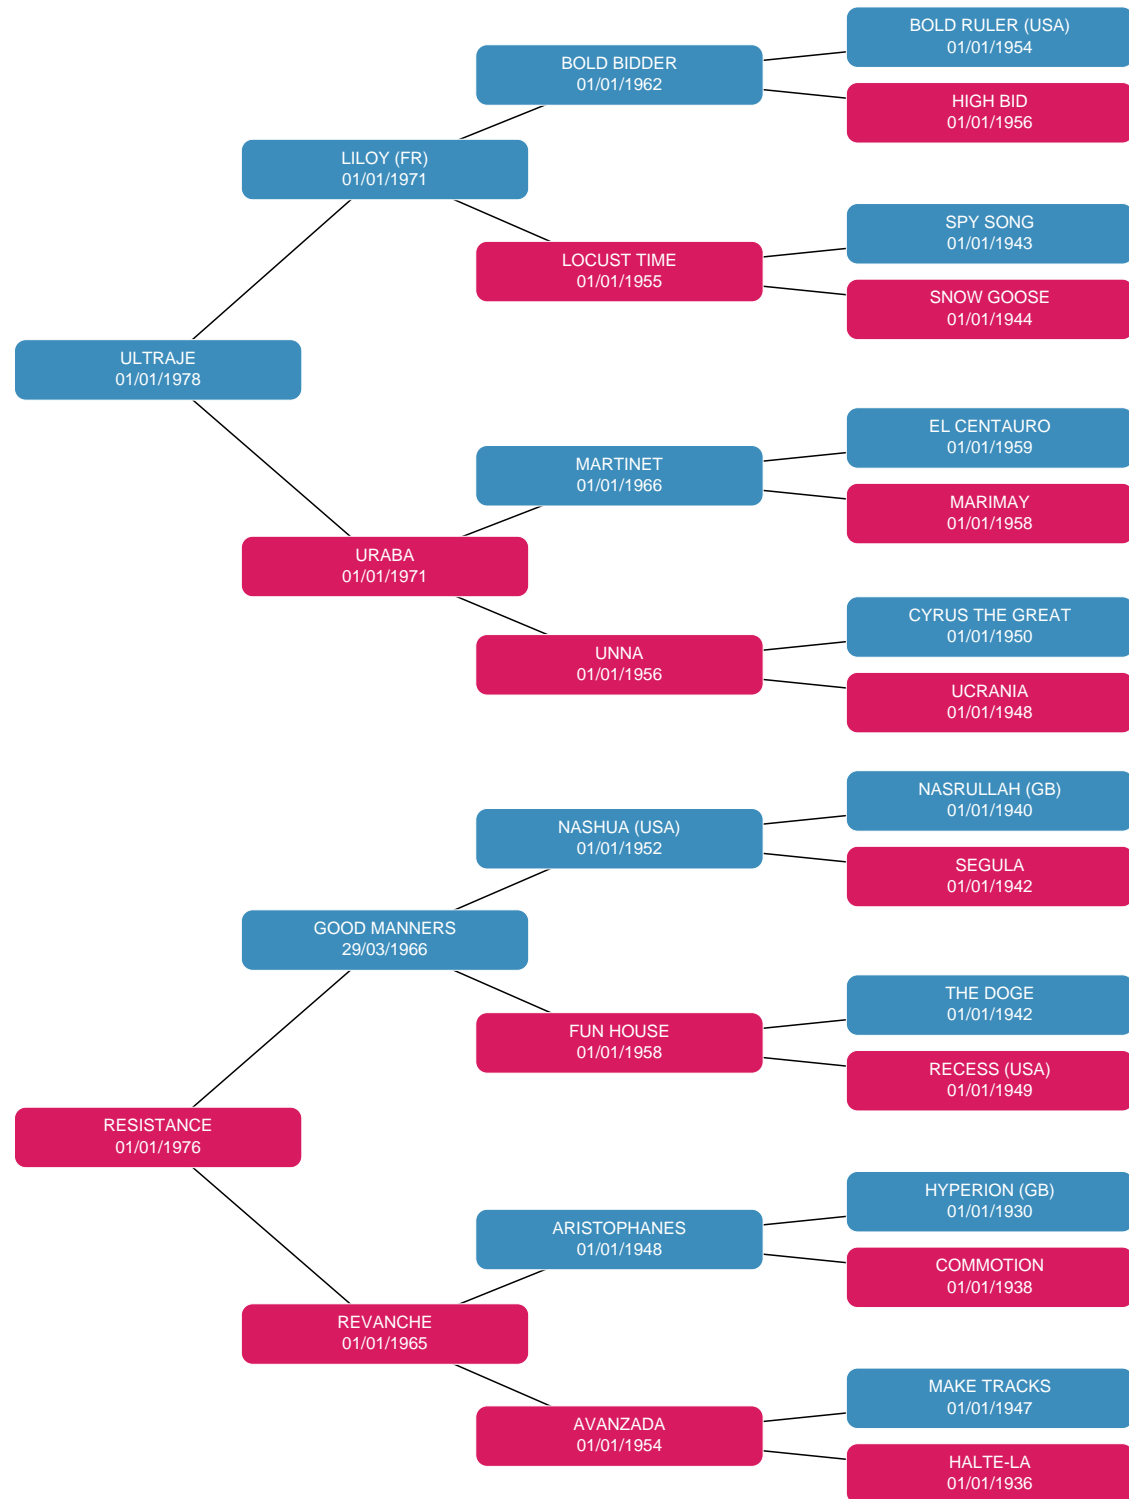 BOLD RULER (USA)
01/01/1954
BOLD BIDDER
01/01/1962
HIGH BID
01/01/1956
LILOY (FR)
01/01/1971
SPY SONG
01/01/1943
LOCUST TIME
01/01/1955
SNOW GOOSE
01/01/1944
ULTRAJE
01/01/1978
EL CENTAURO
01/01/1959
MARTINET
01/01/1966
MARIMAY
01/01/1958
URABA
01/01/1971
CYRUS THE GREAT
01/01/1950
UNNA
01/01/1956
UCRANIA
01/01/1948
NASRULLAH (GB)
01/01/1940
NASHUA (USA)
01/01/1952
SEGULA
01/01/1942
GOOD MANNERS
29/03/1966
THE DOGE
01/01/1942
FUN HOUSE
01/01/1958
RECESS (USA)
01/01/1949
RESISTANCE
01/01/1976
HYPERION (GB)
01/01/1930
ARISTOPHANES
01/01/1948
COMMOTION
01/01/1938
REVANCHE
01/01/1965
MAKE TRACKS
01/01/1947
AVANZADA
01/01/1954
HALTE-LA
01/01/1936